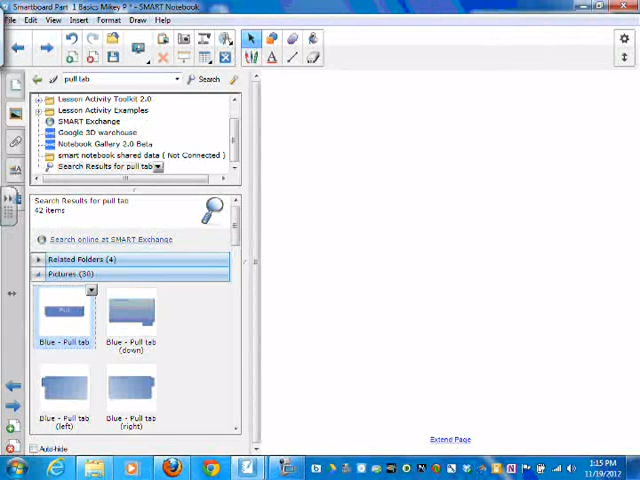 Smartboard Part 1 Basics Mikey P * - SMART Notebook
File Edit View Insert Format Draw Help
pull tab
Search
Lesson Activity Toolkit 2.0
Lesson Activity Examples
SMART Exchange
Google 3D warehouse
Notebook Gallery 2.0 Beta
smart notebook shared data ( Not Connected )
Search Results for pull tab
Search Results for pull tab
42 items
Search online at SMART Exchange
Related Folders (4)
Pictures (38)
PULL
Blue - Pull tab
Blue - Pull tab
(down)
Blue - Pull tab
(left)
Blue - Pull tab
(right)
Auto-hide
Extend Page
1:15 PM
11/19/2012